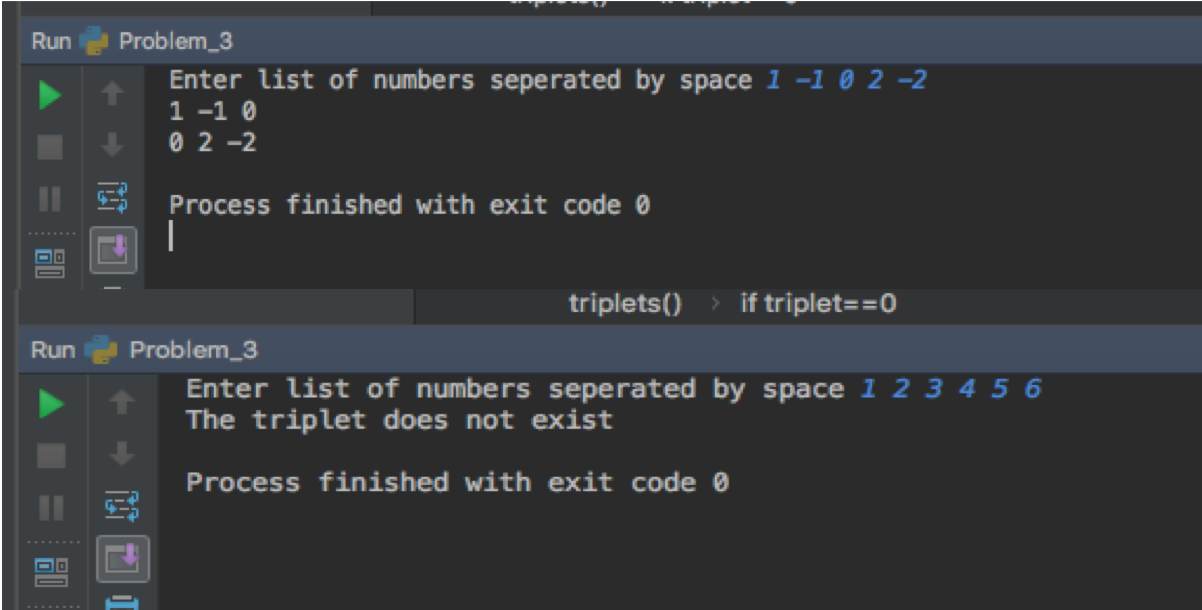 Run Problem_3
Enter list of numbers seperated by space 1 -1 0 2 -2
1 -1 0
0 2 -2
Process finished with exit code 0
triplets() > if triplet==0
Run Problem_3
Enter list of numbers seperated by space 1 2 3 4 5 6
The triplet does not exist
Process finished with exit code 0